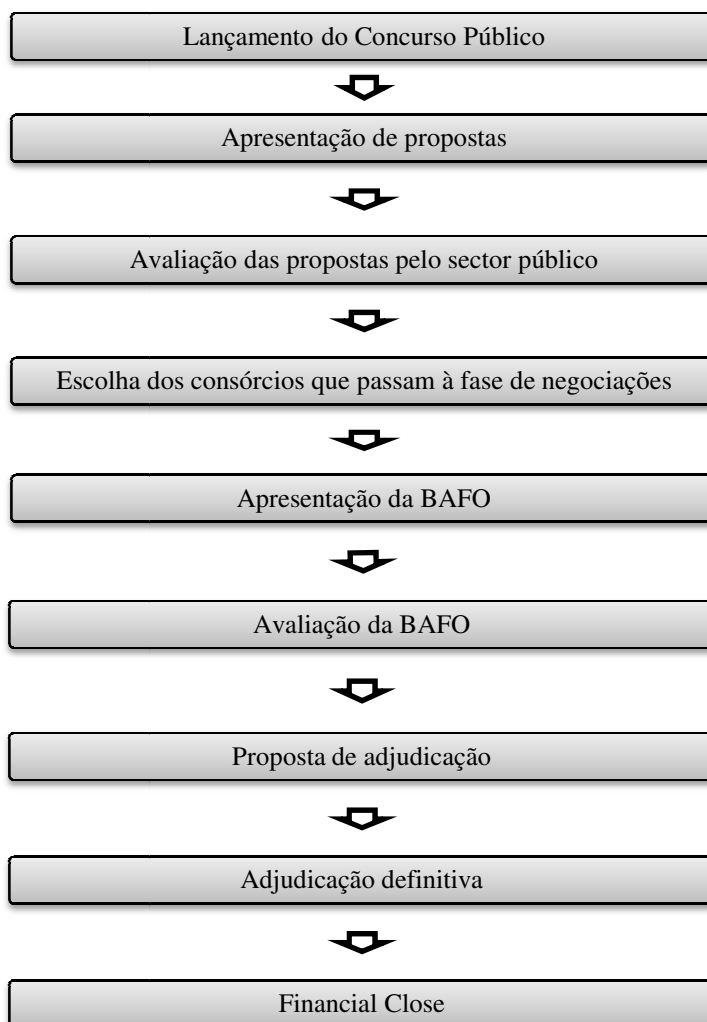 Lançamento do Concurso Público
Apresentação de propostas
Avaliação das propostas pelo sector público
Escolha dos consórcios que passam à fase de negociações
Apresentação da BAFO
Avaliação da BAFO
Proposta de adjudicação
Adjudicação definitiva
Financial Close